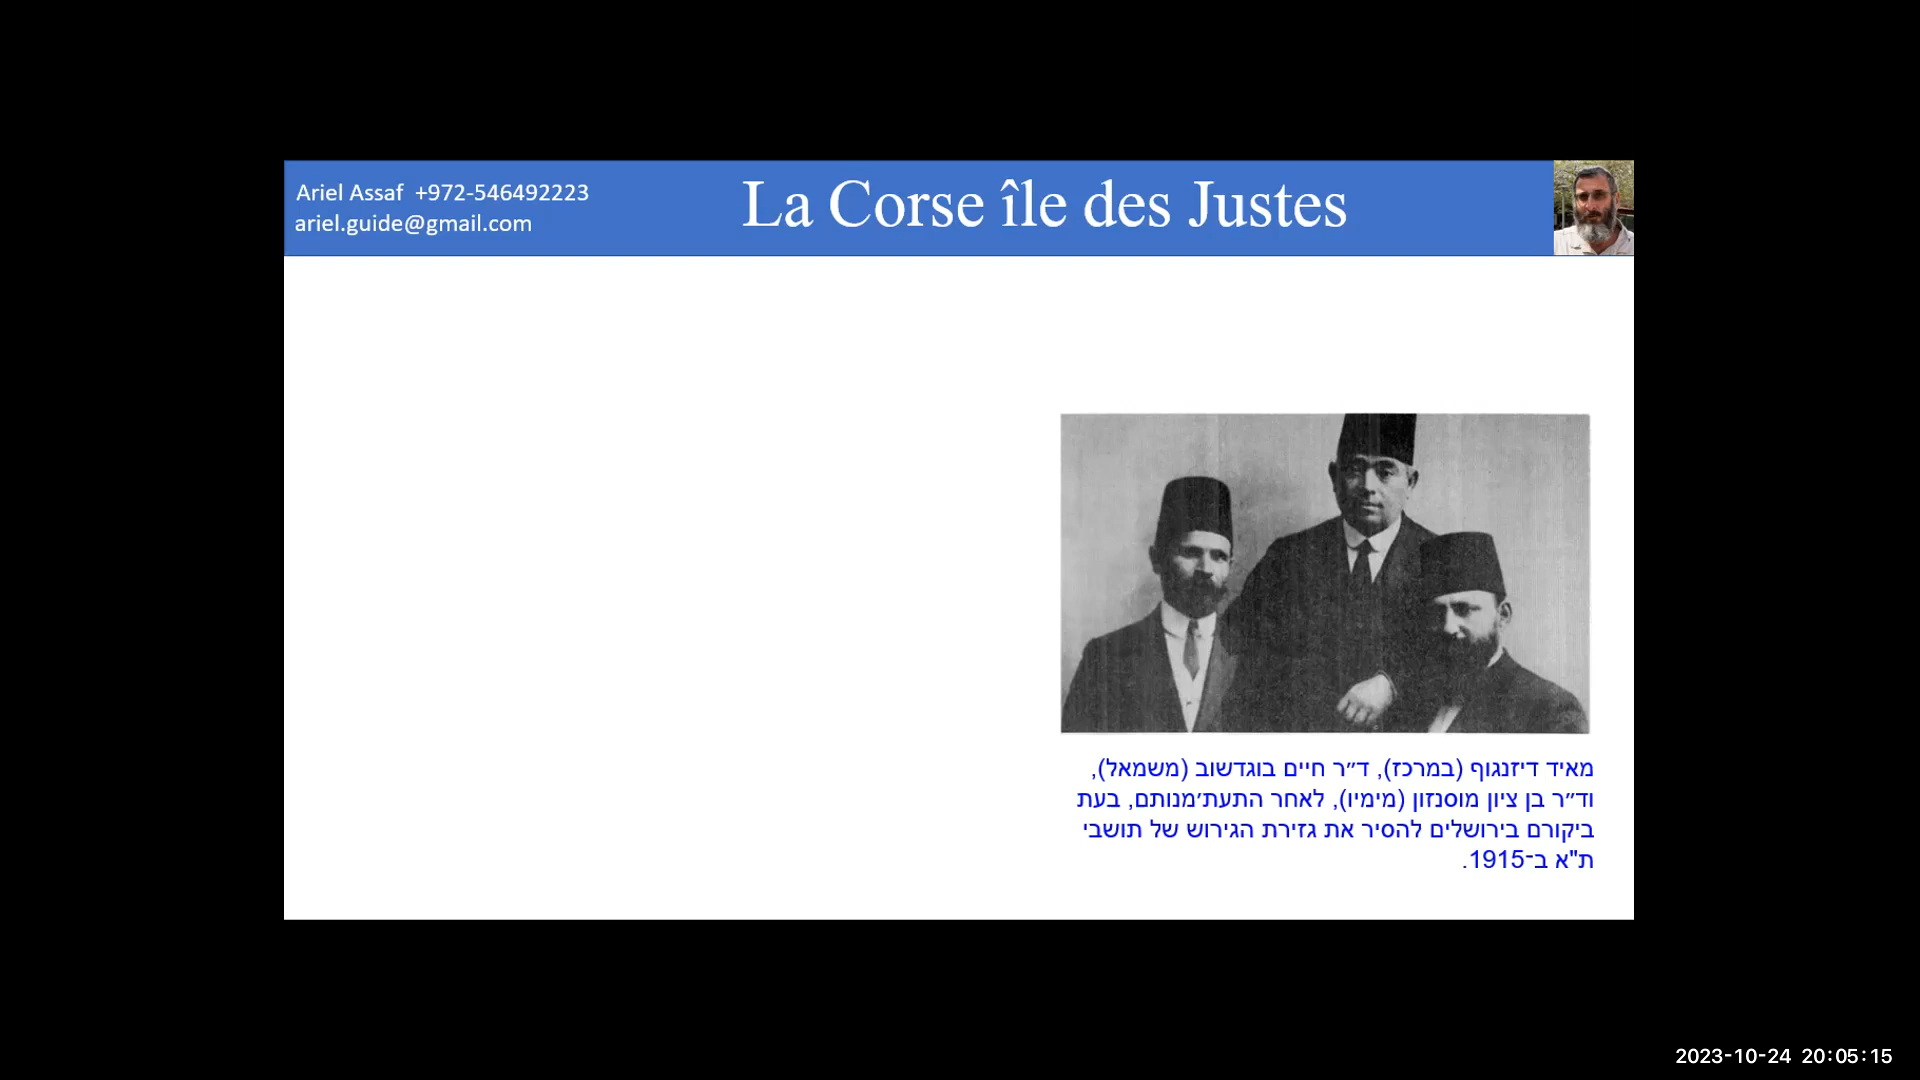 Ariel Assaf +972-546492223
ariel.guide@gmail.com
La Corse île des Justes
מאיד דיזנגוף (במרכז), ד״ר חיים בוגדשוב (משמאל),
וד״ר בן ציון מוסנזון (מימיו), לאחר התעת׳מנותם, בעת
ביקורם בירושלים להסיר את גזירת הגירוש של תושבי
ת"א ב־1915.
2023-10-24 20:05:15